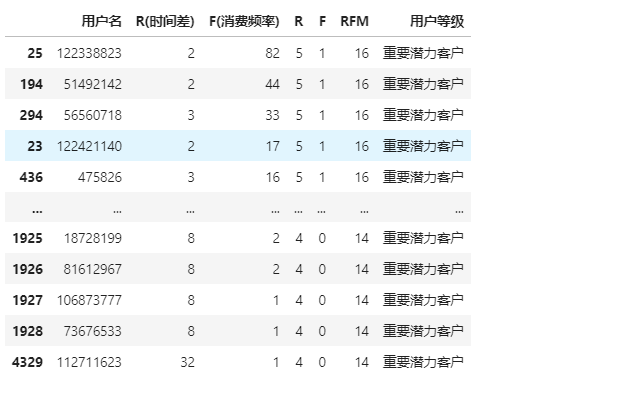 用户名 R(时间差) F(消费频率) R F RFM 用户等级
25 122338823 2 82 5 1 16 重要潜力客户
194 51492142 2 44 5 1 16 重要潜力客户
294 56560718 3 33 5 1 16 重要潜力客户
23 122421140 2 17 5 1 16 重要潜力客户
436 475826 3 16 5 1 16 重要潜力客户
... ... ... ... ... ... ... ...
1925 18728199 8 2 4 0 14 重要潜力客户
1926 81612967 8 2 4 0 14 重要潜力客户
1927 106873777 8 1 4 0 14 重要潜力客户
1928 73676533 8 1 4 0 14 重要潜力客户
4329 112711623 32 1 4 0 14 重要潜力客户